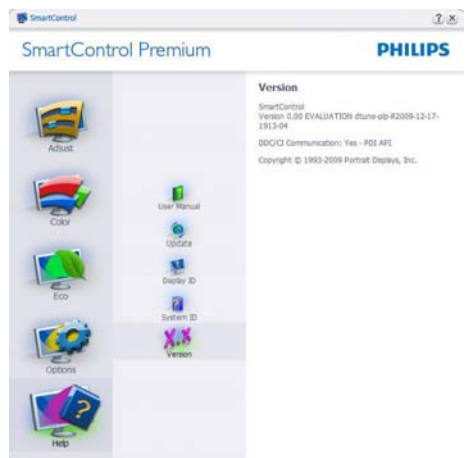 SmartControl
SmartControl Premium
PHILIPS
Adjust
Color
Eco
Options
Help
User Manual
Update
Display ID
System ID
Version
Version
SmartControl
Version 0.00 EVALUATION dtune-plp-R2009-12-17-
1913-04
DDC/CI Communication: Yes - PDI API
Copyright © 1993-2009 Portrait Displays, Inc.